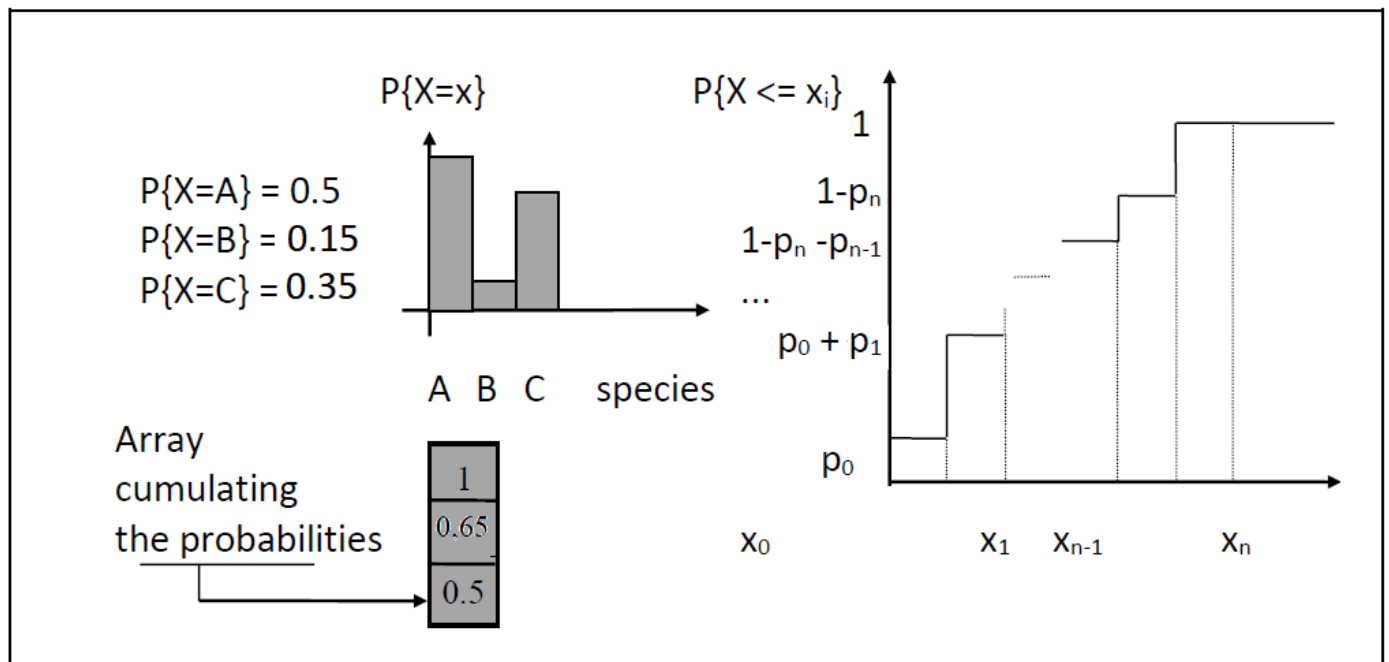 P{X=x}
P{X=A} = 0.5
P{X=B} = 0.15
P{X=C} = 0.35
A B C species
Array
cumulating
the probabilities
1
0,65
0.5
P{X <= xᵢ}
1
1-pₙ
1-pₙ -pₙ₋₁
...
p₀ + p₁
p₀
x₀ x₁ xₙ₋₁ xₙ